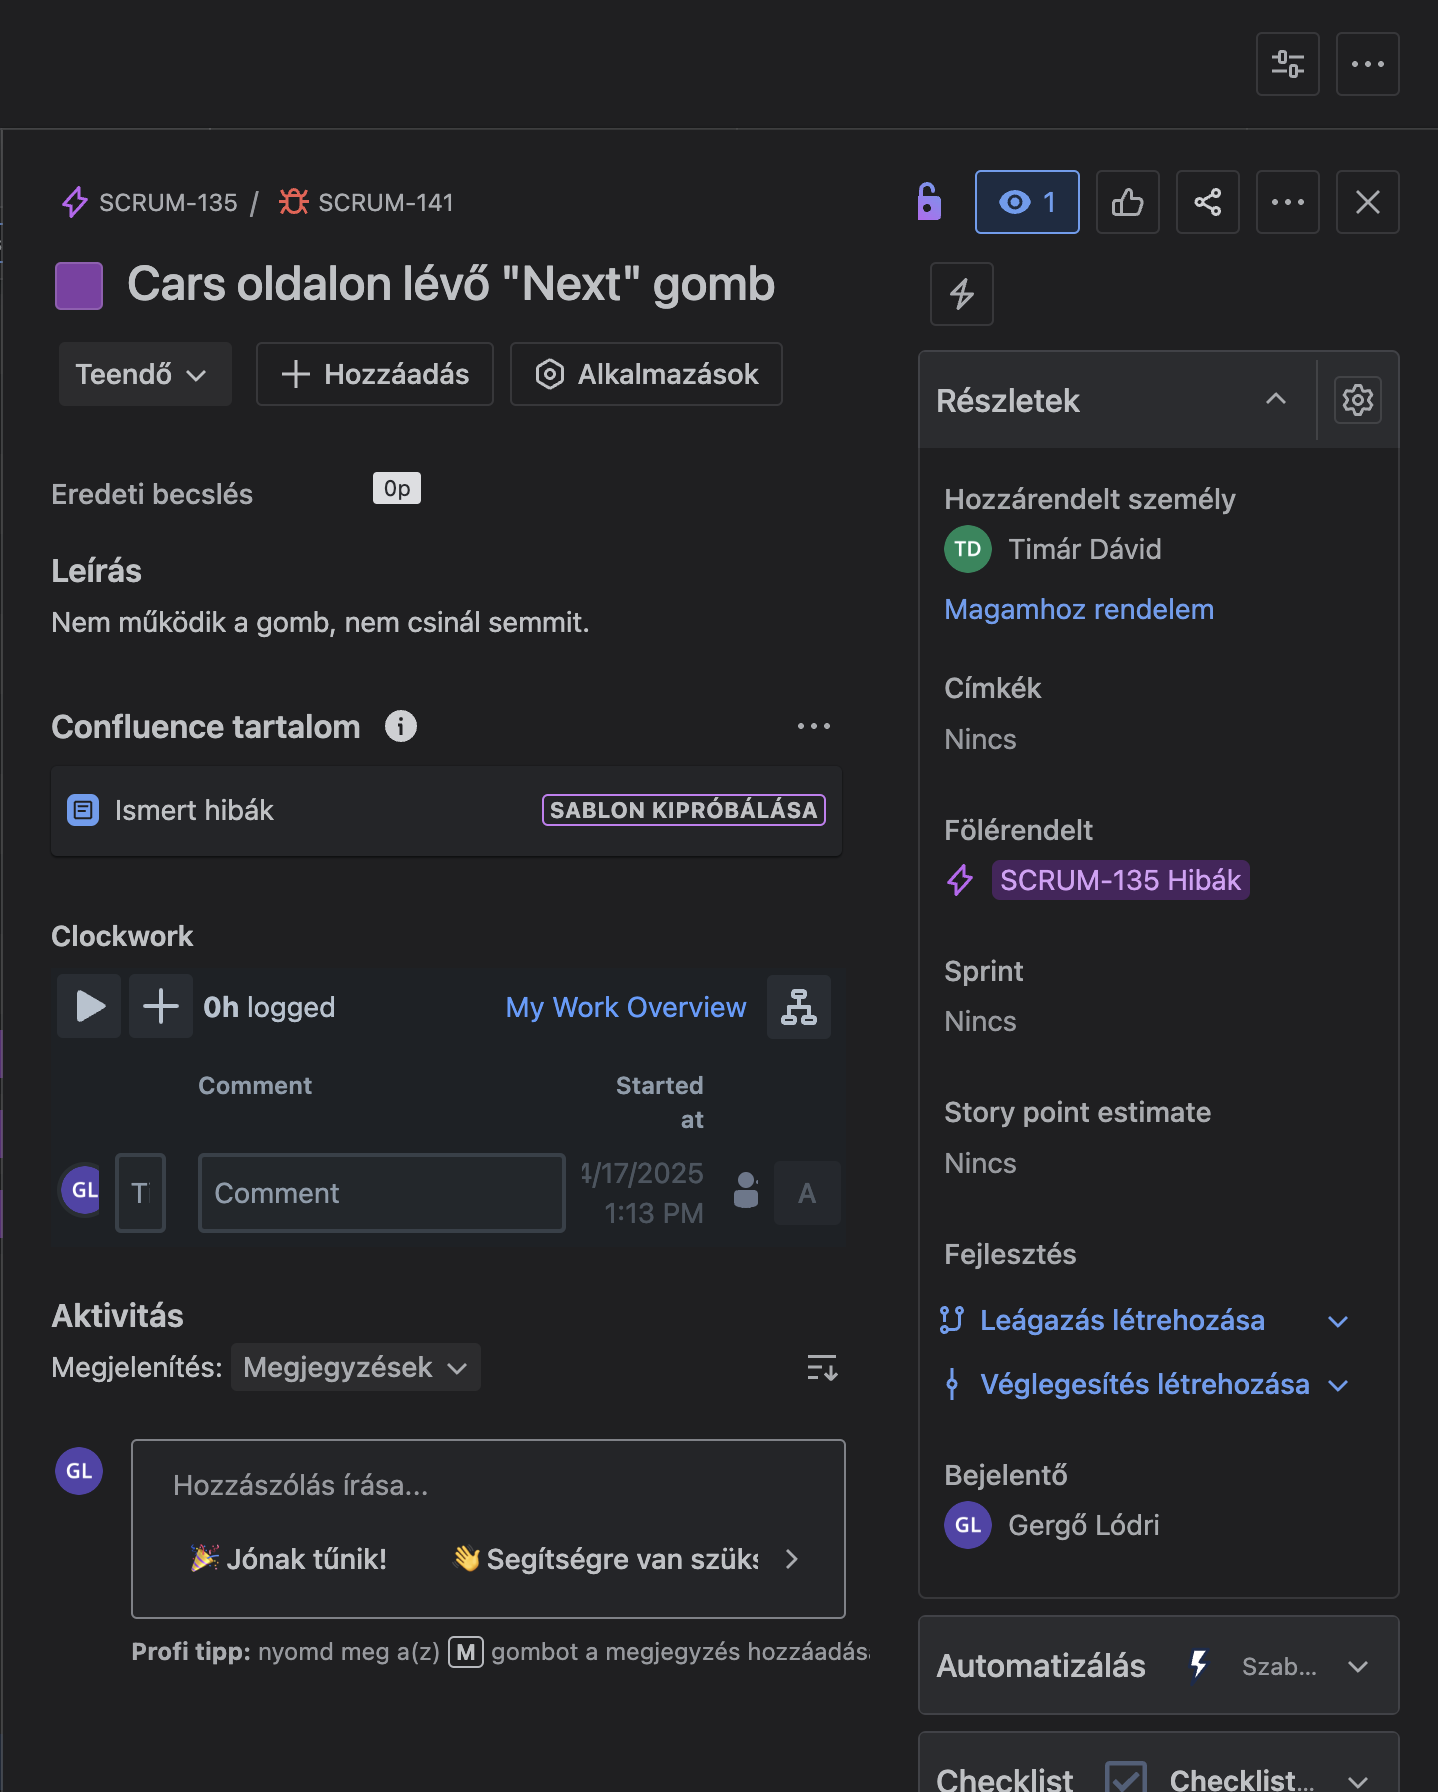 SCRUM-135 / SCRUM-141
1
Cars oldalon lévő "Next" gomb
Teendő
Hozzáadás
Alkalmazások
Eredeti becslés
0p
Leírás
Nem működik a gomb, nem csinál semmit.
Confluence tartalom
Ismert hibák
SABLON KIPRÓBÁLÁSA
Clockwork
0h logged
My Work Overview
Comment
Started
at
GL
Ti
Comment
4/17/2025
1:13 PM
A
Aktivitás
Megjelenítés: Megjegyzések
GL
Hozzászólás írása...
🎉 Jónak tűnik!
👋 Segítségre van szüks
Profi tipp: nyomd meg a(z) M gombot a megjegyzés hozzáadás
Részletek
Hozzárendelt személy
TD Timár Dávid
Magamhoz rendelem
Címkék
Nincs
Fölérendelt
SCRUM-135 Hibák
Sprint
Nincs
Story point estimate
Nincs
Fejlesztés
Leágazás létrehozása
Véglegesítés létrehozása
Bejelentő
GL Gergő Lódri
Automatizálás
Szab...
Checklist
Checklist...